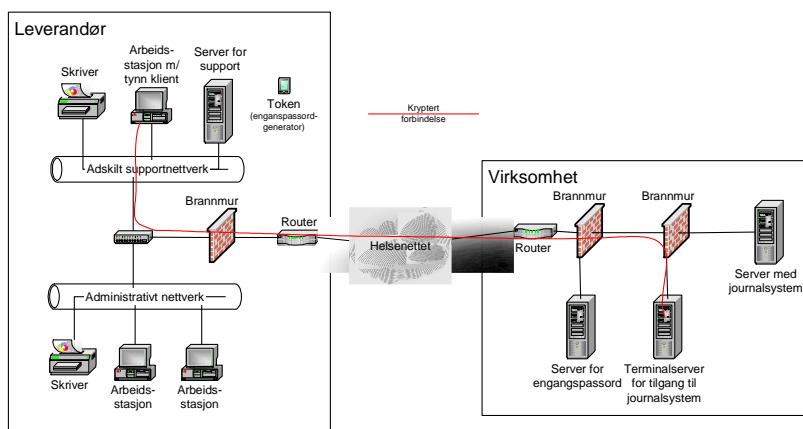 Leverandør
Arbeids-
stasjon m/
tynn klient
Server for
support
Skriver
Token
(enganspassord-
generator)
Kryptert
forbindelse
Adskilt supportnettverk
Virksomhet
Brannmur
Brannmur
Brannmur
Router
Helsenettet
Router
Server med
journalsystem
Administrativt nettverk
Server for
engangspassord
Terminalserver
for tilgang til
journalsystem
Skriver
Arbeids-
stasjon
Arbeids-
stasjon